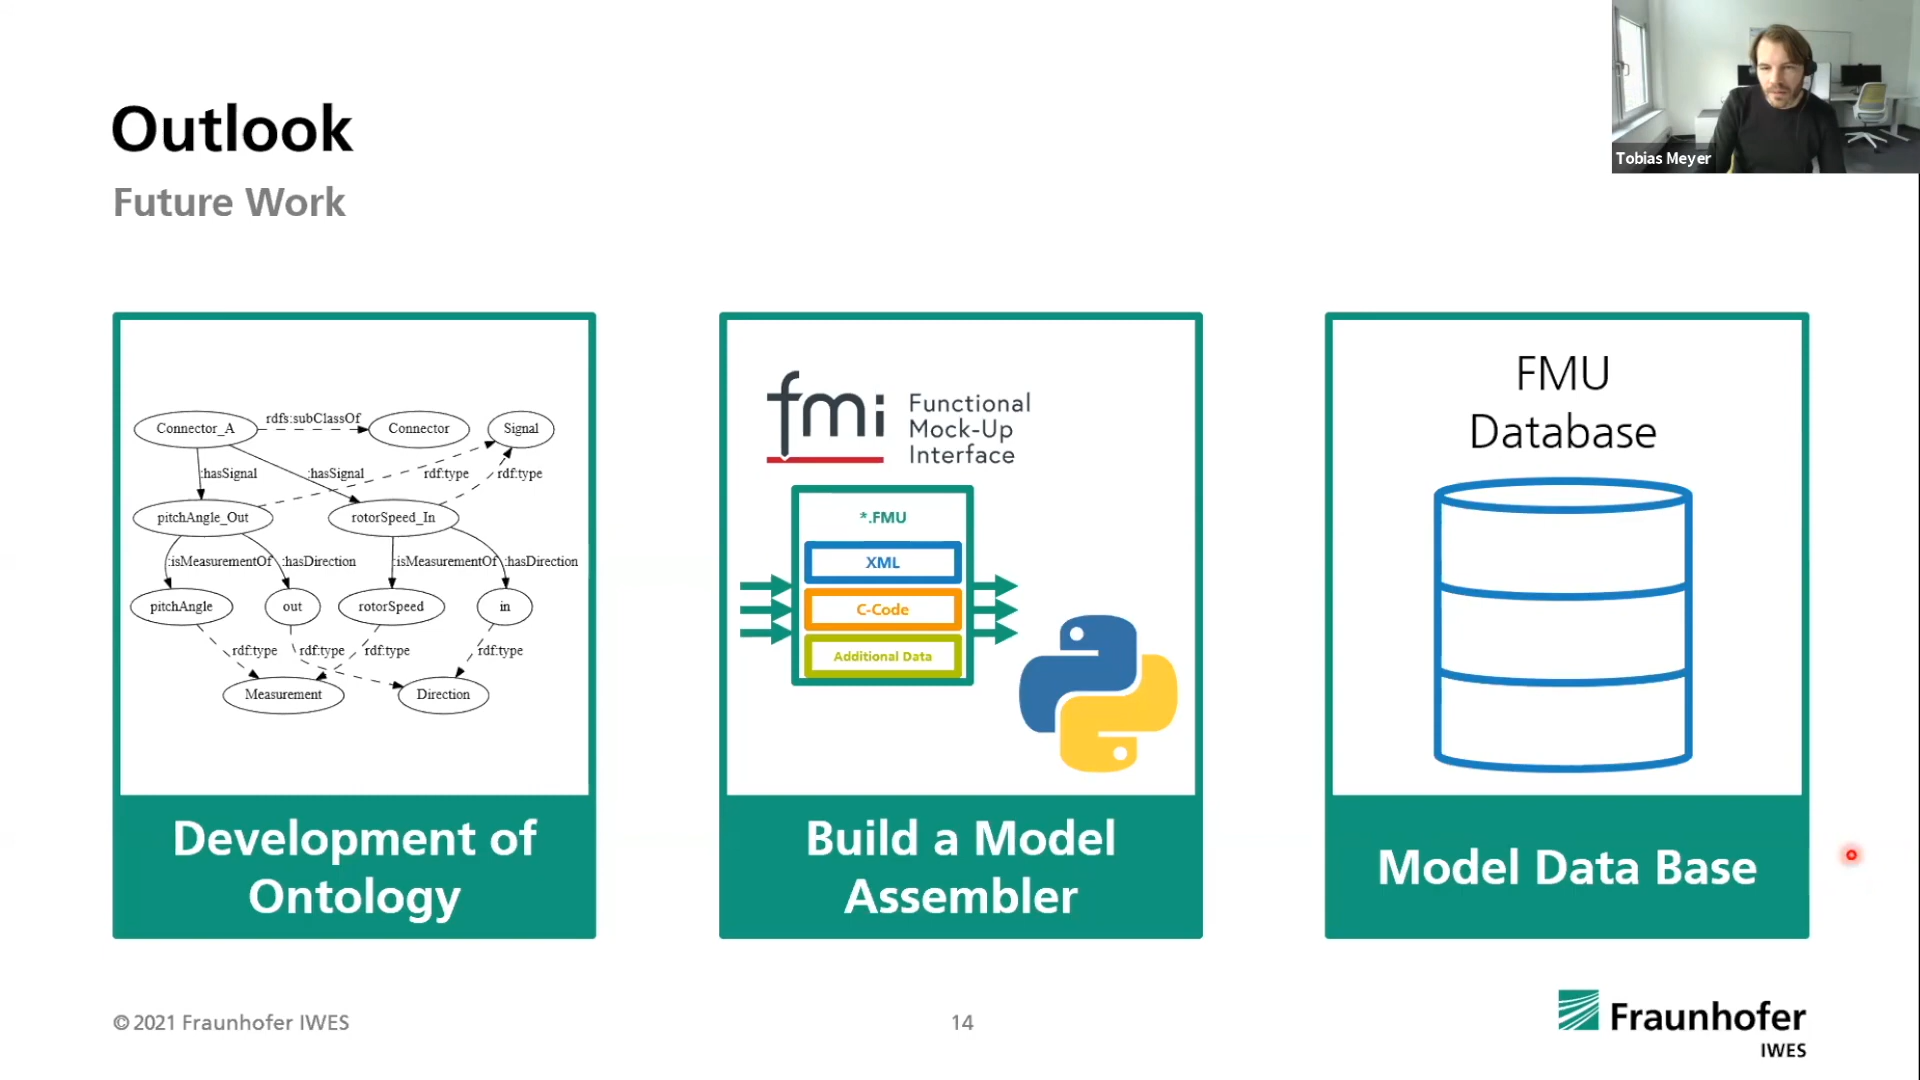 Outlook
Future Work
Tobias Meyer
Connector_A
rdfs:subClassOf
Connector
Signal
:hasSignal
:hasSignal
rdf:type
rdf:type
pitchAngle_Out
rotorSpeed_In
:isMeasurementOf
:hasDirection
:isMeasurementOf
:hasDirection
pitchAngle
out
rotorSpeed
in
rdf:type
rdf:type
rdf:type
rdf:type
Measurement
Direction
Development of
Ontology
fmi
Functional
Mock-Up
Interface
*.FMU
XML
C-Code
Additional Data
Build a Model
Assembler
FMU
Database
Model Data Base
© 2021 Fraunhofer IWES
14
Fraunhofer
IWES